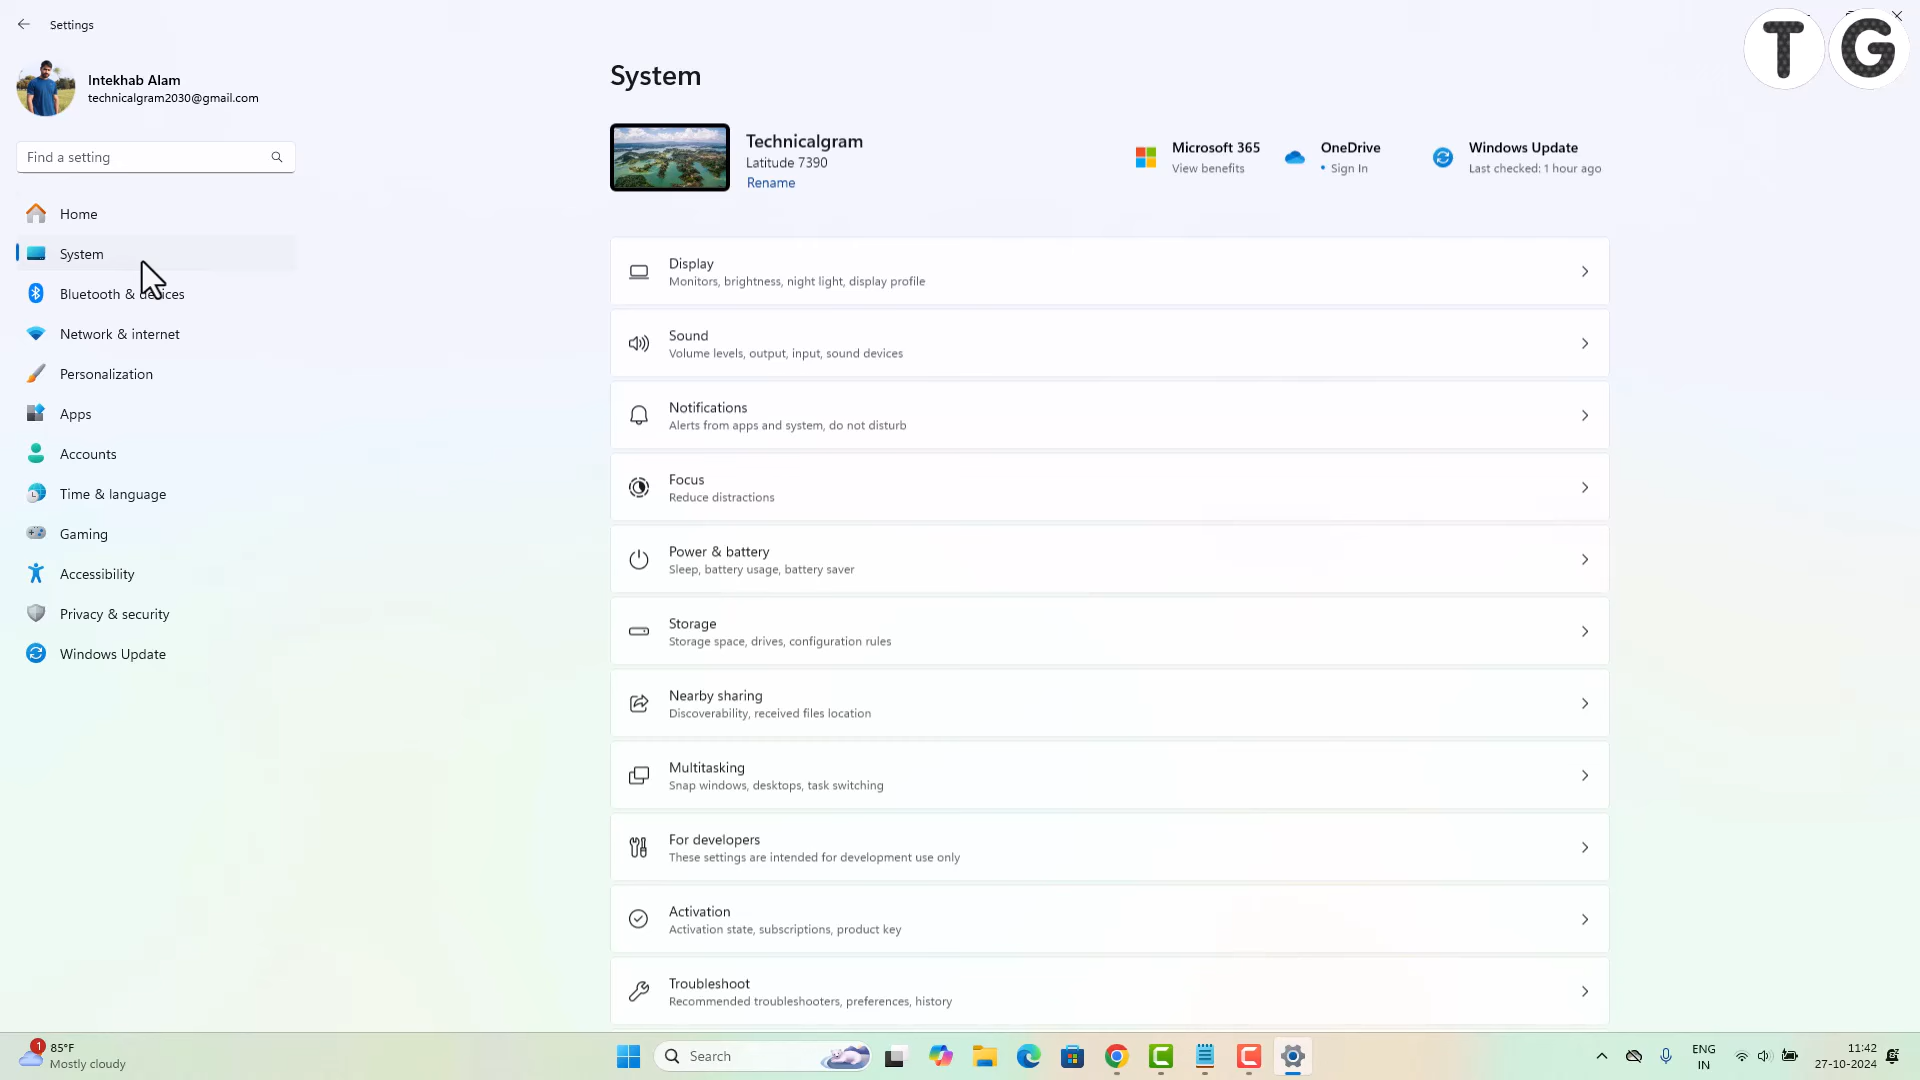 Settings
T G
Intekhab Alam
technicalgram2030@gmail.com
Find a setting
Home
System
Bluetooth & devices
Network & internet
Personalization
Apps
Accounts
Time & language
Gaming
Accessibility
Privacy & security
Windows Update
System
Technicalgram
Latitude 7390
Rename
Microsoft 365
View benefits
OneDrive
• Sign In
Windows Update
Last checked: 1 hour ago
Display
Monitors, brightness, night light, display profile
Sound
Volume levels, output, input, sound devices
Notifications
Alerts from apps and system, do not disturb
Focus
Reduce distractions
Power & battery
Sleep, battery usage, battery saver
Storage
Storage space, drives, configuration rules
Nearby sharing
Discoverability, received files location
Multitasking
Snap windows, desktops, task switching
For developers
These settings are intended for development use only
Activation
Activation state, subscriptions, product key
Troubleshoot
Recommended troubleshooters, preferences, history
1
85°F
Mostly cloudy
Search
ENG
IN
11:42
27-10-2024